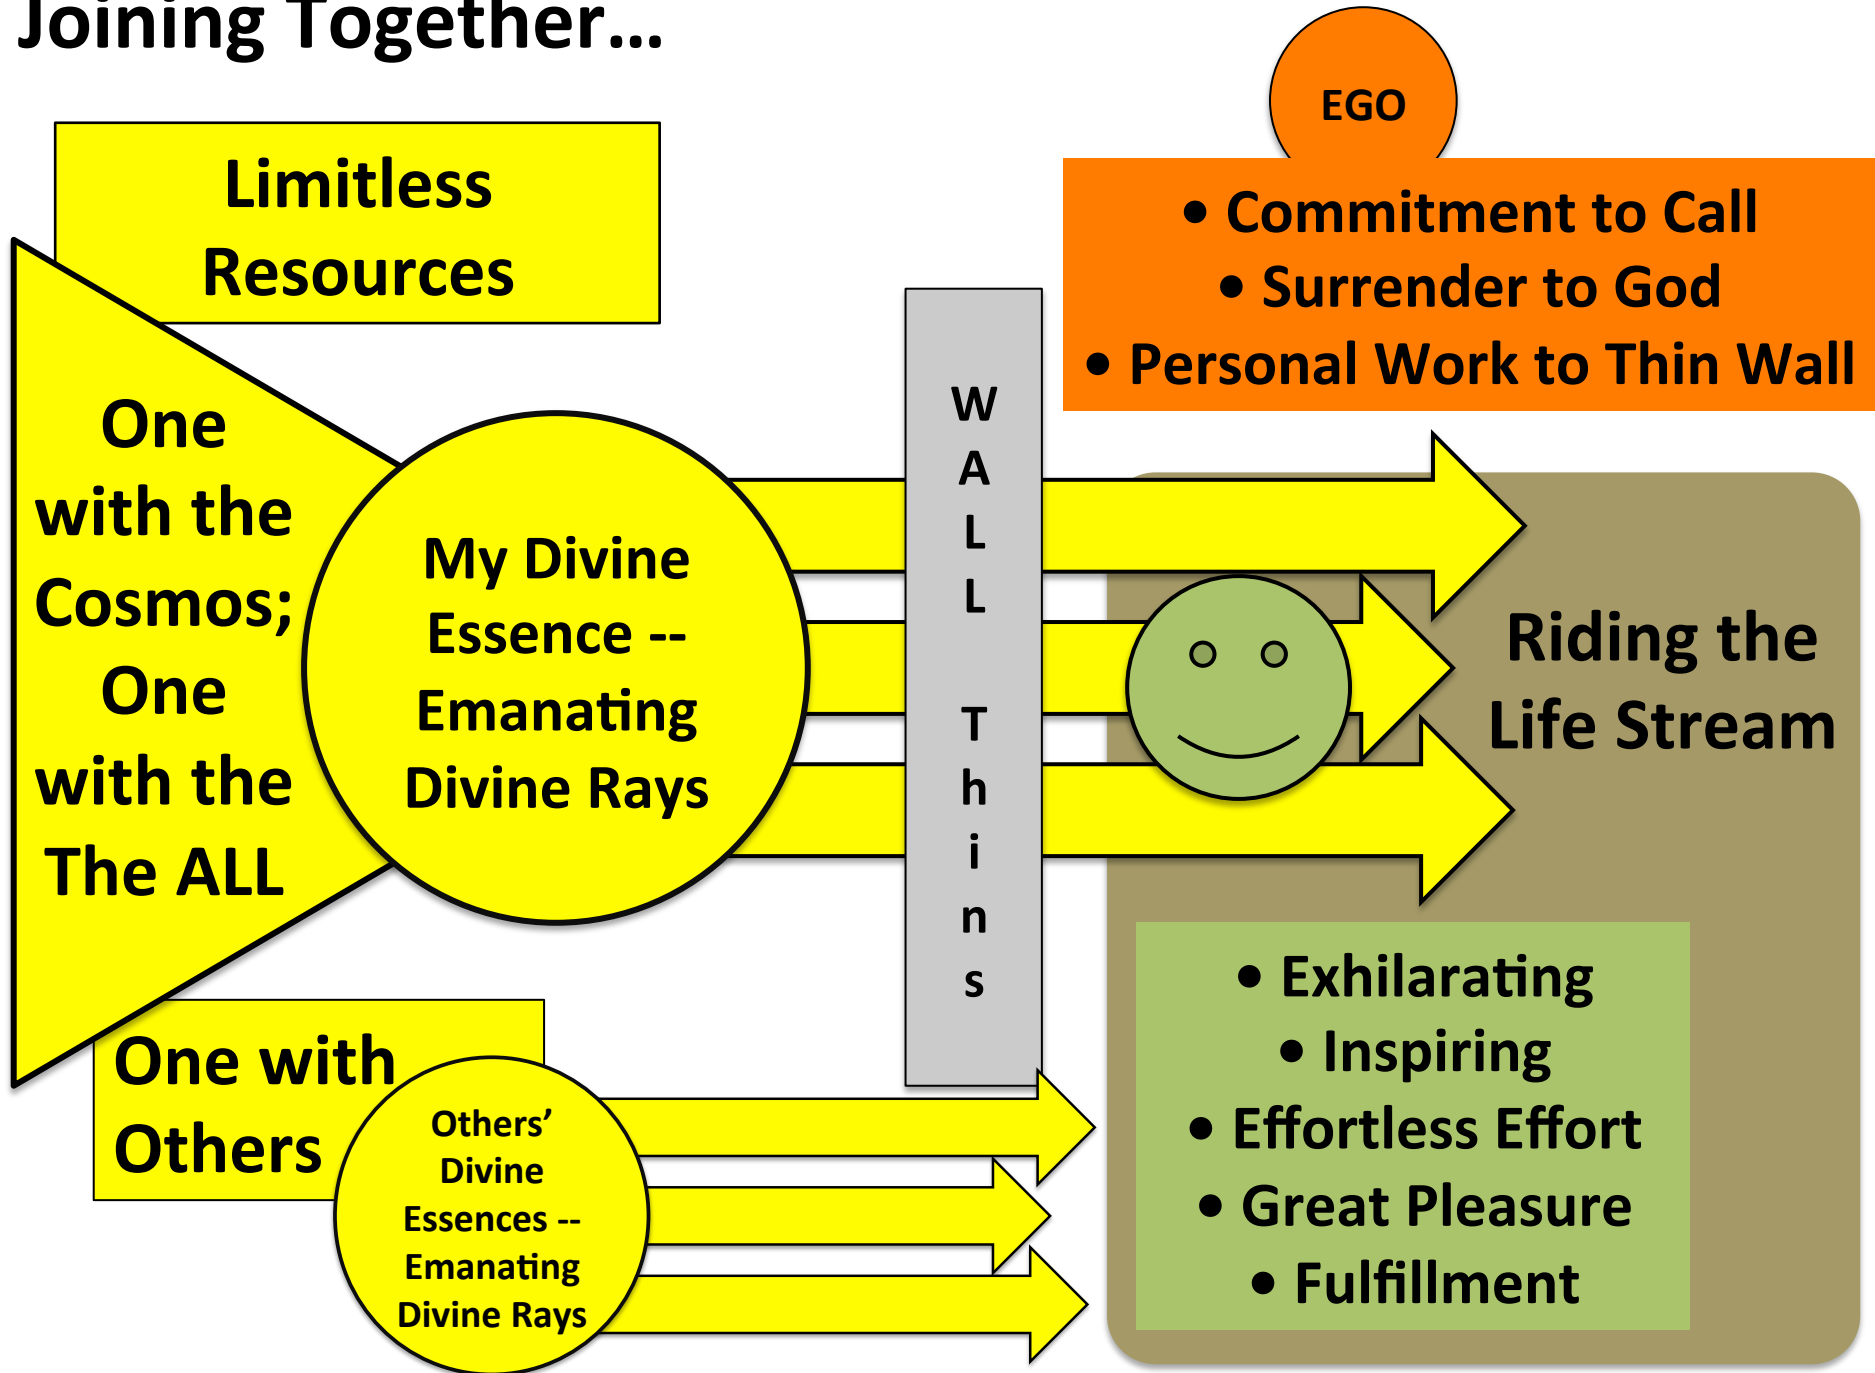 Joining Together...
EGO
Limitless
Resources
• Commitment to Call
• Surrender to God
• Personal Work to Thin Wall
One
with the
Cosmos;
One
with the
The ALL
My Divine
Essence --
Emanating
Divine Rays
W
A
L
L
T
h
i
n
s
Riding the
Life Stream
• Exhilarating
• Inspiring
• Effortless Effort
• Great Pleasure
• Fulfillment
One with
Others
Others’
Divine
Essences --
Emanating
Divine Rays